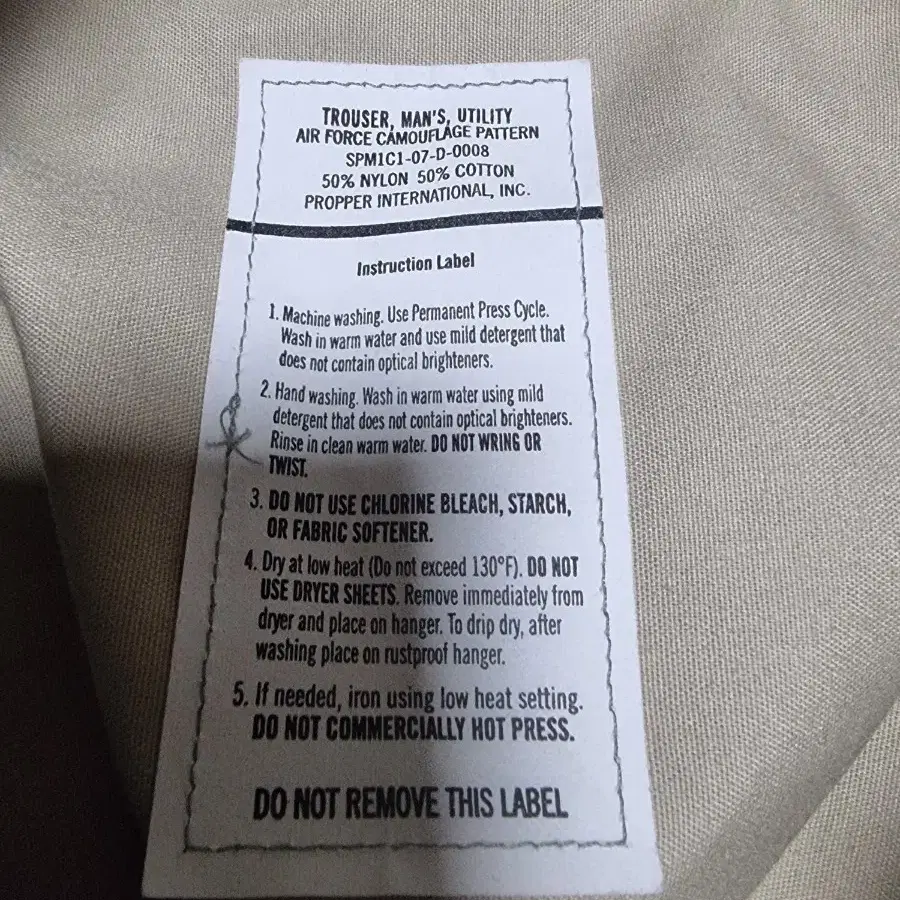 TROUSER, MAN'S, UTILITY
AIR FORCE CAMOUFLAGE PATTERN
SPM1C1-07-D-0008
50% NYLON 50% COTTON
PROPPER INTERNATIONAL, INC.
Instruction Label
1. Machine washing. Use Permanent Press Cycle.
Wash in warm water and use mild detergent that
does not contain optical brighteners.
2. Hand washing. Wash in warm water using mild
detergent that does not contain optical brighteners.
Rinse in clean warm water. DO NOT WRING OR
TWIST.
3. DO NOT USE CHLORINE BLEACH, STARCH,
OR FABRIC SOFTENER.
4. Dry at low heat (Do not exceed 130°F). DO NOT
USE DRYER SHEETS. Remove immediately from
dryer and place on hanger. To drip dry, after
washing place on rustproof hanger.
5. If needed, iron using low heat setting.
DO NOT COMMERCIALLY HOT PRESS.
DO NOT REMOVE THIS LABEL